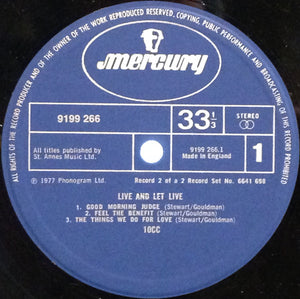 ALL RIGHTS OF THE RECORD PRODUCER AND OF THE OWNER OF THE WORK REPRODUCED RESERVED. COPYING, PUBLIC PERFORMANCE AND BROADCASTING OF THIS RECORD PROHIBITED
mercury
9199 266
33 1/3
STEREO
All titles published by
St. Annes Music Ltd.
9199 266.1
Made in England
1
℗ 1977 Phonogram Ltd.
Record 2 of a 2 Record Set No. 6641 698
LIVE AND LET LIVE
1. GOOD MORNING JUDGE (Stewart/Gouldman)
2. FEEL THE BENEFIT (Stewart/Gouldman)
3. THE THINGS WE DO FOR LOVE (Stewart/Gouldman)
10CC